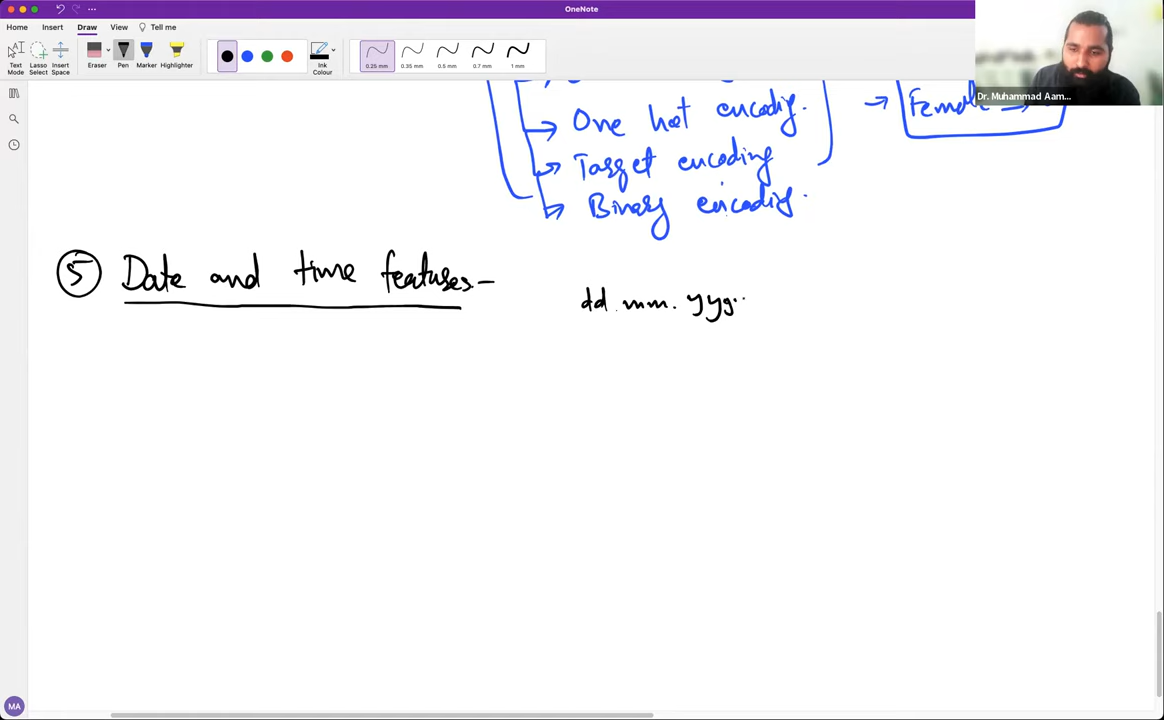 OneNote
Home Insert Draw View Tell me
Text Mode Lasso Select Insert Space Eraser Pen Marker Highlighter Ink Colour 0.25 mm 0.35 mm 0.5 mm 0.7 mm 1 mm
Dr. Muhammad Aam...
→ One hot encodig.
→ Female →
→ Target encoding
→ Binary encodig.
5 Date and time features.-
dd.mm.yyy..
MA